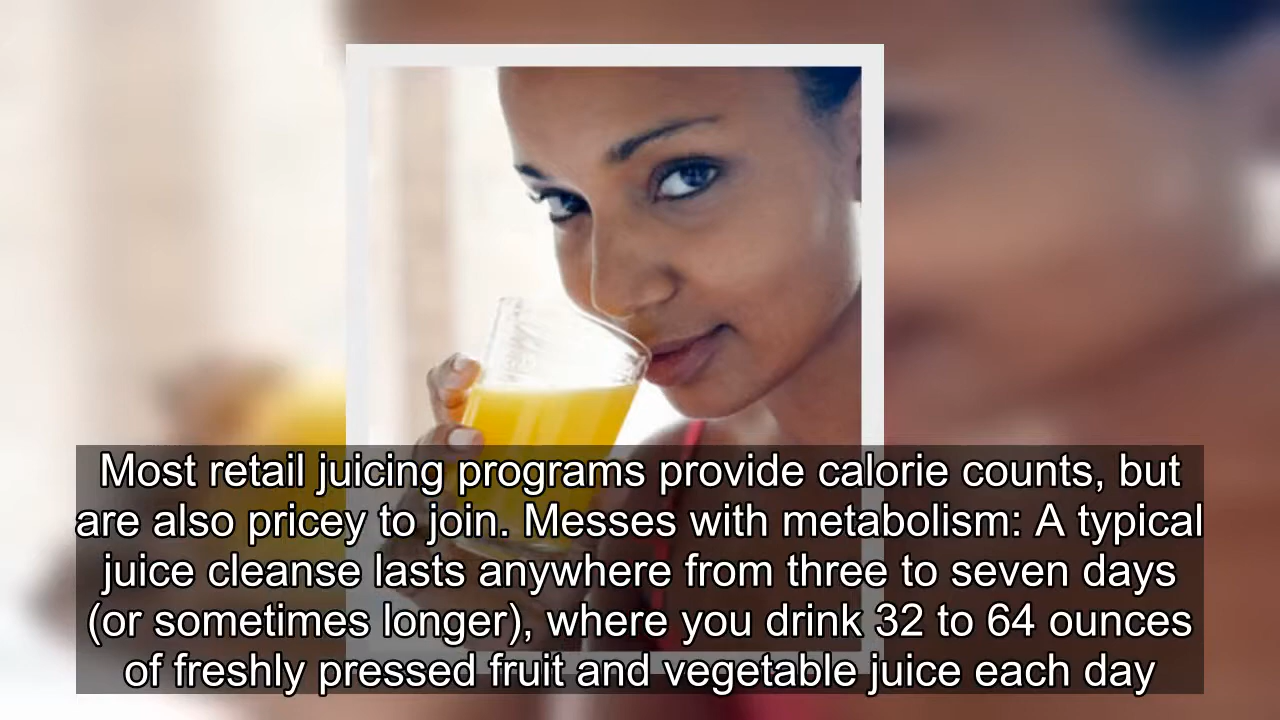 Most retail juicing programs provide calorie counts, but
are also pricey to join. Messes with metabolism: A typical
juice cleanse lasts anywhere from three to seven days
(or sometimes longer), where you drink 32 to 64 ounces
of freshly pressed fruit and vegetable juice each day